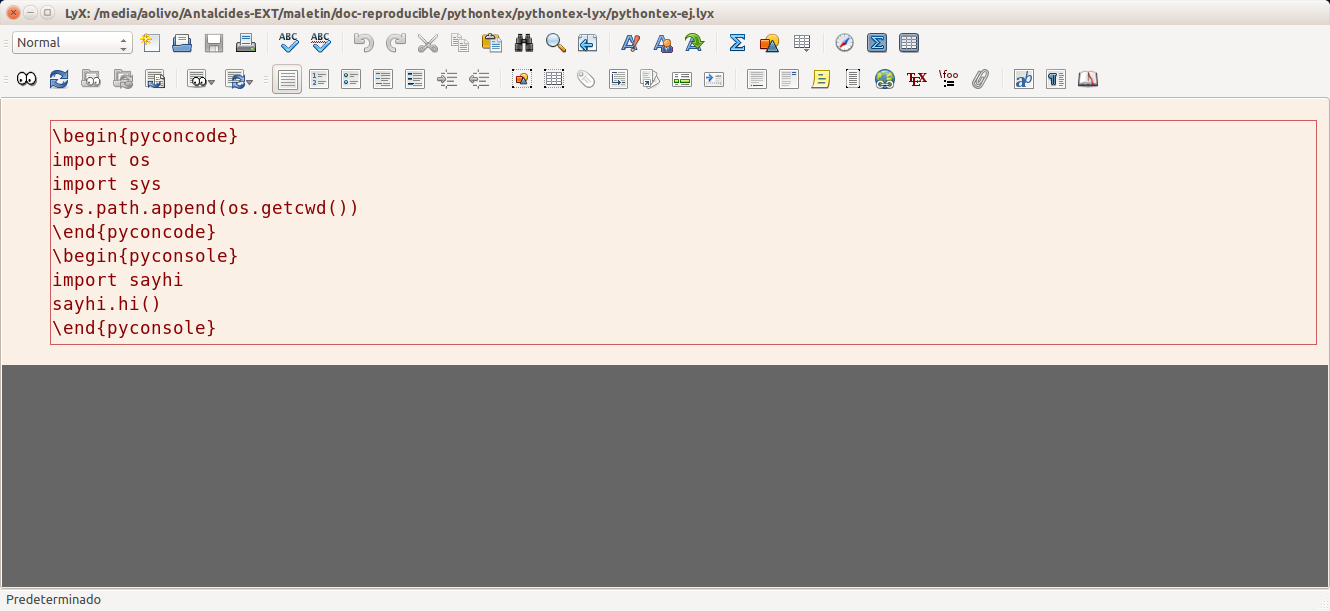 LyX: /media/aolivo/Antalcides-EXT/maletin/doc-reproducible/pythontex/pythontex-lyx/pythontex-ej.lyx
Normal
ABC ABC
TEX \foo
ab
\begin{pyconcode}
import os
import sys
sys.path.append(os.getcwd())
\end{pyconcode}
\begin{pyconsole}
import sayhi
sayhi.hi()
\end{pyconsole}
Predeterminado